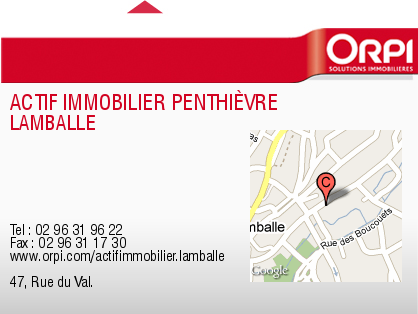 ORPI
SOLUTIONS IMMOBILIÈRES
ACTIF IMMOBILIER PENTHIÈVRE
LAMBALLE
C
mballe
Rue des Boucouets
Google
Tel : 02 96 31 96 22
Fax : 02 96 31 17 30
www.orpi.com/actifimmobilier.lamballe
47, Rue du Val.